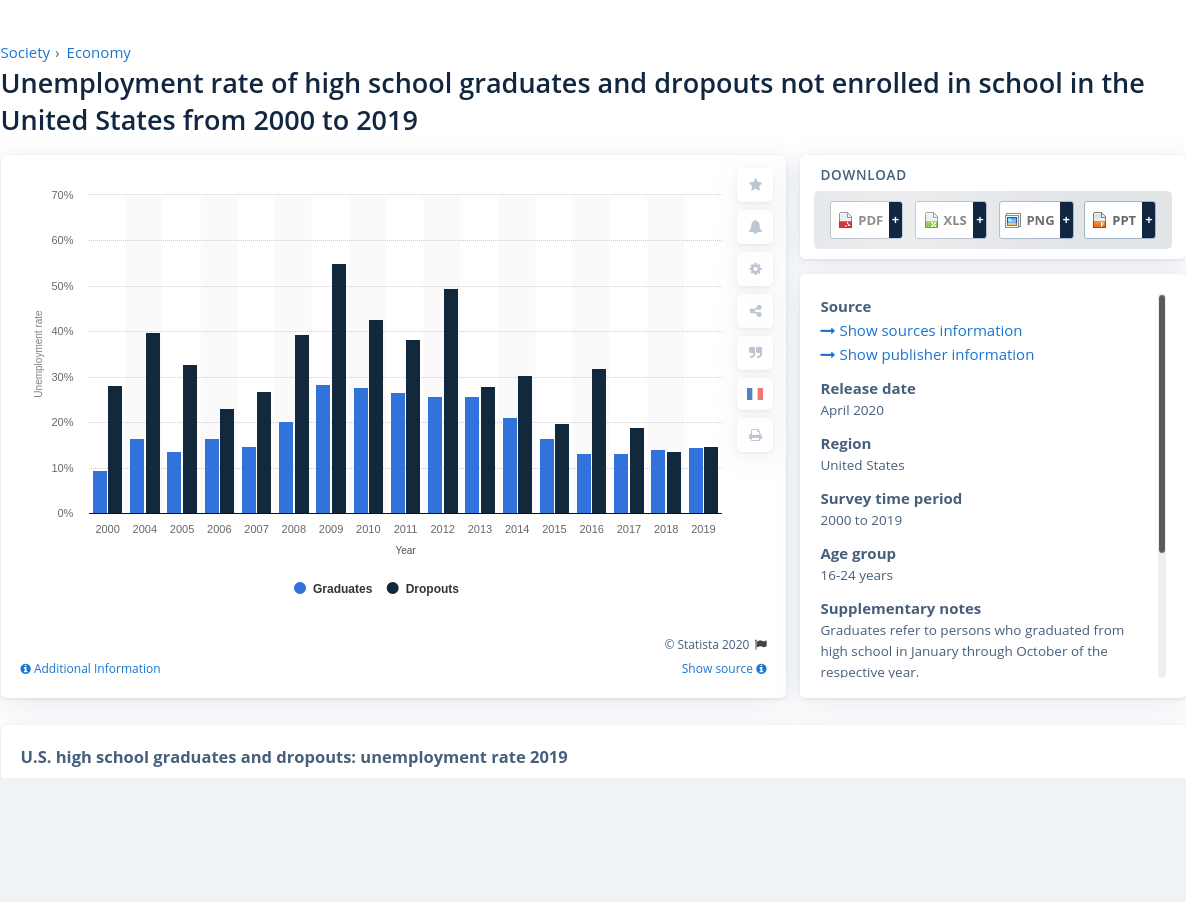 Society › Economy
Unemployment rate of high school graduates and dropouts not enrolled in school in the
United States from 2000 to 2019
70%
60%
50%
40%
30%
20%
10%
0%
Unemployment rate
2000 2004 2005 2006 2007 2008 2009 2010 2011 2012 2013 2014 2015 2016 2017 2018 2019
Year
Graduates Dropouts
© Statista 2020
Additional Information
Show source
DOWNLOAD
PDF + XLS + PNG + PPT +
Source
Show sources information
Show publisher information
Release date
April 2020
Region
United States
Survey time period
2000 to 2019
Age group
16-24 years
Supplementary notes
Graduates refer to persons who graduated from
high school in January through October of the
respective year.
U.S. high school graduates and dropouts: unemployment rate 2019